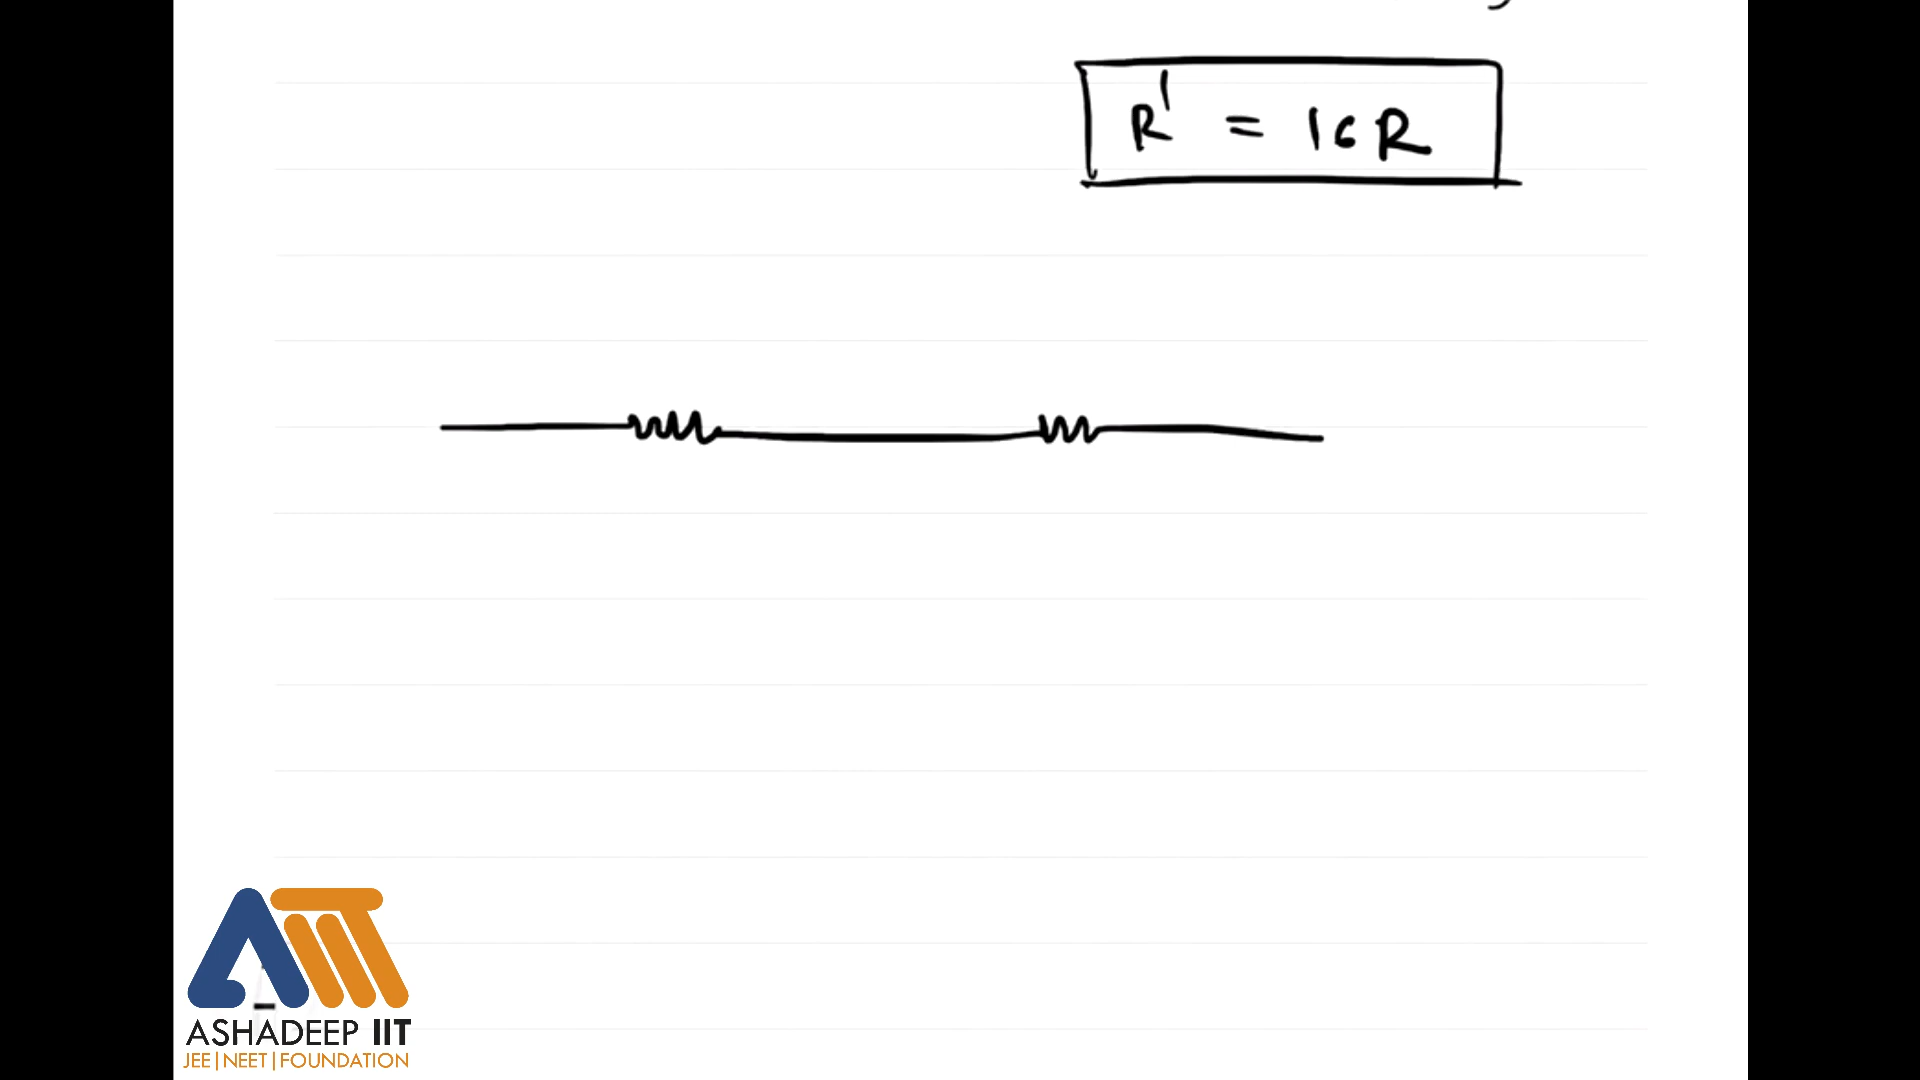 R' = 16R
ASHADEEP IIT
JEE|NEET|FOUNDATION